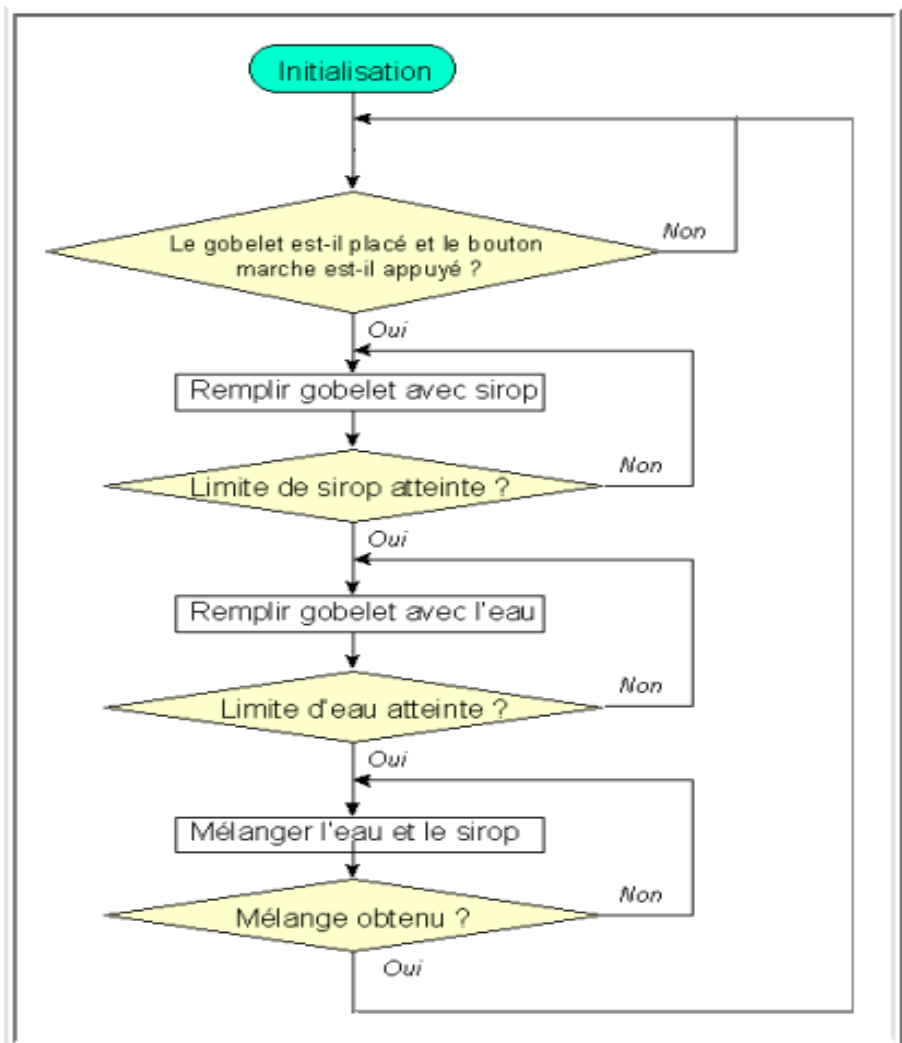 Initialisation
Le gobelet est-il placé et le bouton
marche est-il appuyé ?
Non
Oui
Remplir gobelet avec sirop
Limite de sirop atteinte ?
Non
Oui
Remplir gobelet avec l'eau
Limite d'eau atteinte ?
Non
Oui
Mélanger l'eau et le sirop
Mélange obtenu ?
Non
Oui